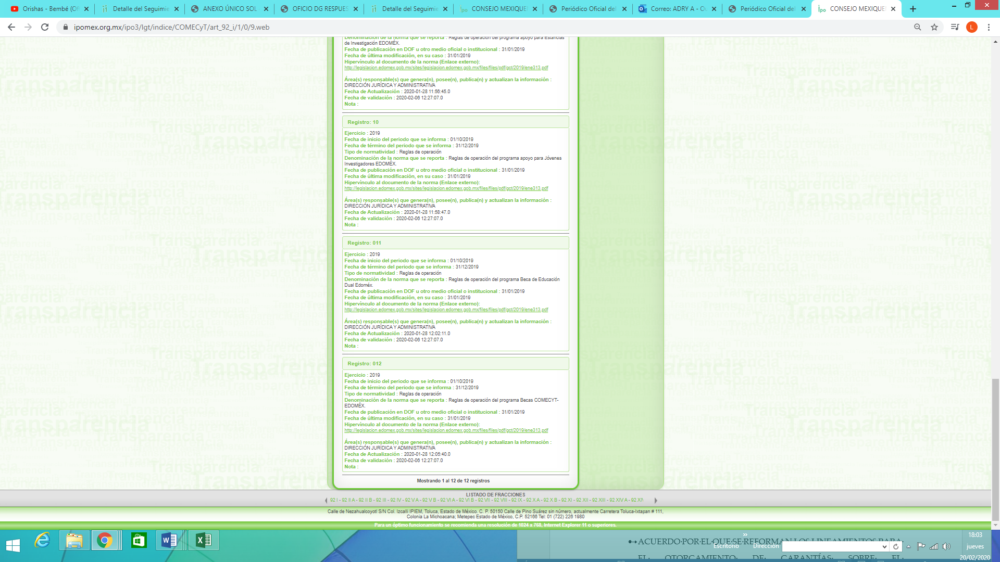 Orishas - Bembé (Of
Detalle del Seguimie
ANEXO ÚNICO SOL
OFICIO DG RESPUES
Detalle del Seguimie
CONSEJO MEXIQUE
Periódico Oficial del
Correo: ADRY A - Ou
Periódico Oficial del
CONSEJO MEXIQUE
ipomex.org.mx/ipo3/lgt/indice/COMECyT/art_92_i/1/0/9.web
L
Denominación de la norma que se reporta : Reglas de operación del programa apoyo para Estancias
de Investigación EDOMÉX.
Fecha de publicación en DOF u otro medio oficial o institucional : 31/01/2019
Fecha de última modificación, en su caso : 31/01/2019
Hipervínculo al documento de la norma (Enlace externo):
http://legislacion.edomex.gob.mx/sites/legislacion.edomex.gob.mx/files/files/pdf/gct/2019/ene313.pdf
Área(s) responsable(s) que genera(n), posee(n), publica(n) y actualizan la información :
DIRECCIÓN JURÍDICA Y ADMINISTRATIVA
Fecha de Actualización : 2020-01-28 11:56:45.0
Fecha de validación : 2020-02-06 12:27:07.0
Nota :
Registro: 10
Ejercicio : 2019
Fecha de inicio del periodo que se informa : 01/10/2019
Fecha de término del periodo que se informa : 31/12/2019
Tipo de normatividad : Reglas de operación
Denominación de la norma que se reporta : Reglas de operación del programa apoyo para Jóvenes
Investigadores EDOMÉX.
Fecha de publicación en DOF u otro medio oficial o institucional : 31/01/2019
Fecha de última modificación, en su caso : 31/01/2019
Hipervínculo al documento de la norma (Enlace externo):
http://legislacion.edomex.gob.mx/sites/legislacion.edomex.gob.mx/files/files/pdf/gct/2019/ene313.pdf
Área(s) responsable(s) que genera(n), posee(n), publica(n) y actualizan la información :
DIRECCIÓN JURÍDICA Y ADMINISTRATIVA
Fecha de Actualización : 2020-01-28 11:58:47.0
Fecha de validación : 2020-02-06 12:27:07.0
Nota :
Registro: 011
Ejercicio : 2019
Fecha de inicio del periodo que se informa : 01/10/2019
Fecha de término del periodo que se informa : 31/12/2019
Tipo de normatividad : Reglas de operación
Denominación de la norma que se reporta : Reglas de operación del programa Beca de Educación
Dual Edoméx.
Fecha de publicación en DOF u otro medio oficial o institucional : 31/01/2019
Fecha de última modificación, en su caso : 31/01/2019
Hipervínculo al documento de la norma (Enlace externo):
http://legislacion.edomex.gob.mx/sites/legislacion.edomex.gob.mx/files/files/pdf/gct/2019/ene313.pdf
Área(s) responsable(s) que genera(n), posee(n), publica(n) y actualizan la información :
DIRECCIÓN JURÍDICA Y ADMINISTRATIVA
Fecha de Actualización : 2020-01-28 12:02:11.0
Fecha de validación : 2020-02-06 12:27:07.0
Nota :
Registro: 012
Ejercicio : 2019
Fecha de inicio del periodo que se informa : 01/10/2019
Fecha de término del periodo que se informa : 31/12/2019
Tipo de normatividad : Reglas de operación
Denominación de la norma que se reporta : Reglas de operación del programa Becas COMECYT-
EDOMÉX.
Fecha de publicación en DOF u otro medio oficial o institucional : 31/01/2019
Fecha de última modificación, en su caso : 31/01/2019
Hipervínculo al documento de la norma (Enlace externo):
http://legislacion.edomex.gob.mx/sites/legislacion.edomex.gob.mx/files/files/pdf/gct/2019/ene313.pdf
Área(s) responsable(s) que genera(n), posee(n), publica(n) y actualizan la información :
DIRECCIÓN JURÍDICA Y ADMINISTRATIVA
Fecha de Actualización : 2020-01-28 12:05:40.0
Fecha de validación : 2020-02-06 12:27:07.0
Nota :
Mostrando 1 al 12 de 12 registros
LISTADO DE FRACCIONES
92 I - 92 II A - 92 II B - 92 III - 92 IV - 92 V A - 92 V B - 92 VI A - 92 VI B - 92 VII - 92 VIII - 92 IX - 92 X A - 92 X B - 92 XI - 92 XII - 92 XIII - 92 XIV A - 92 XIV
Calle de Nezahualcoyotl S/N Col. Izcalli IPIEM, Toluca, Estado de México. C. P. 50150 Calle de Pino Suárez sin número, actualmente Carretera Toluca-Ixtapan # 111,
Colonia La Michoacana; Metepec Estado de México, C.P. 52166 Tel: 01 (722) 226 1980
Para un óptimo funcionamiento se recomienda una resolución de 1024 x 768, Internet Explorer 11 o superiores.
ACUERDO·POR·EL·QUE·SE·REFORMAN·LOS·LINEAMIENTOS·PARA·
EL· OTORGAMIENTO· DE· GARANTÍAS· SOBRE· EL·
Escritorio
Dirección
18:03
jueves
20/02/2020